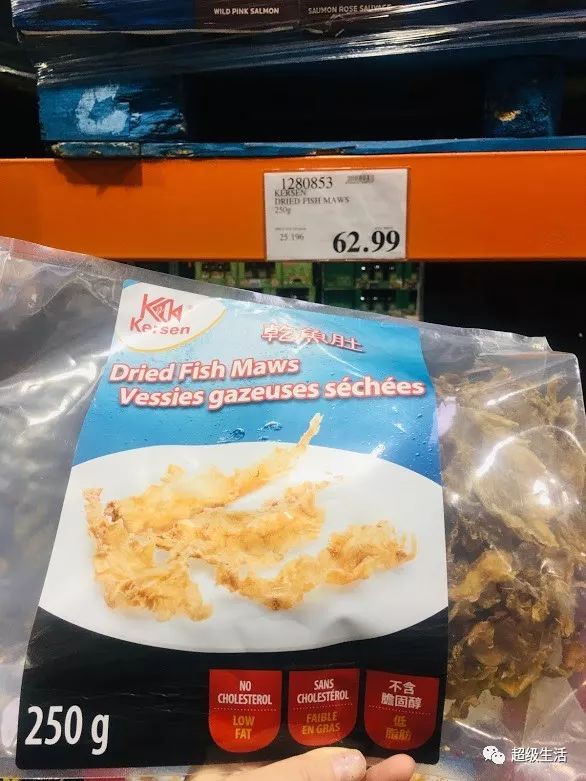 WILD PINK SALMON
SAUMON ROSE SAUVAGE
1280853
KERSEN
DRIED FISH MAWS
250g
25.196
62.99
Kersen
乾魚肚
Dried Fish Maws
Vessies gazeuses séchées
NO
CHOLESTEROL
LOW
FAT
SANS
CHOLESTÉROL
FAIBLE
EN GRAS
不含
膽固醇
低
脂肪
250 g
超级生活